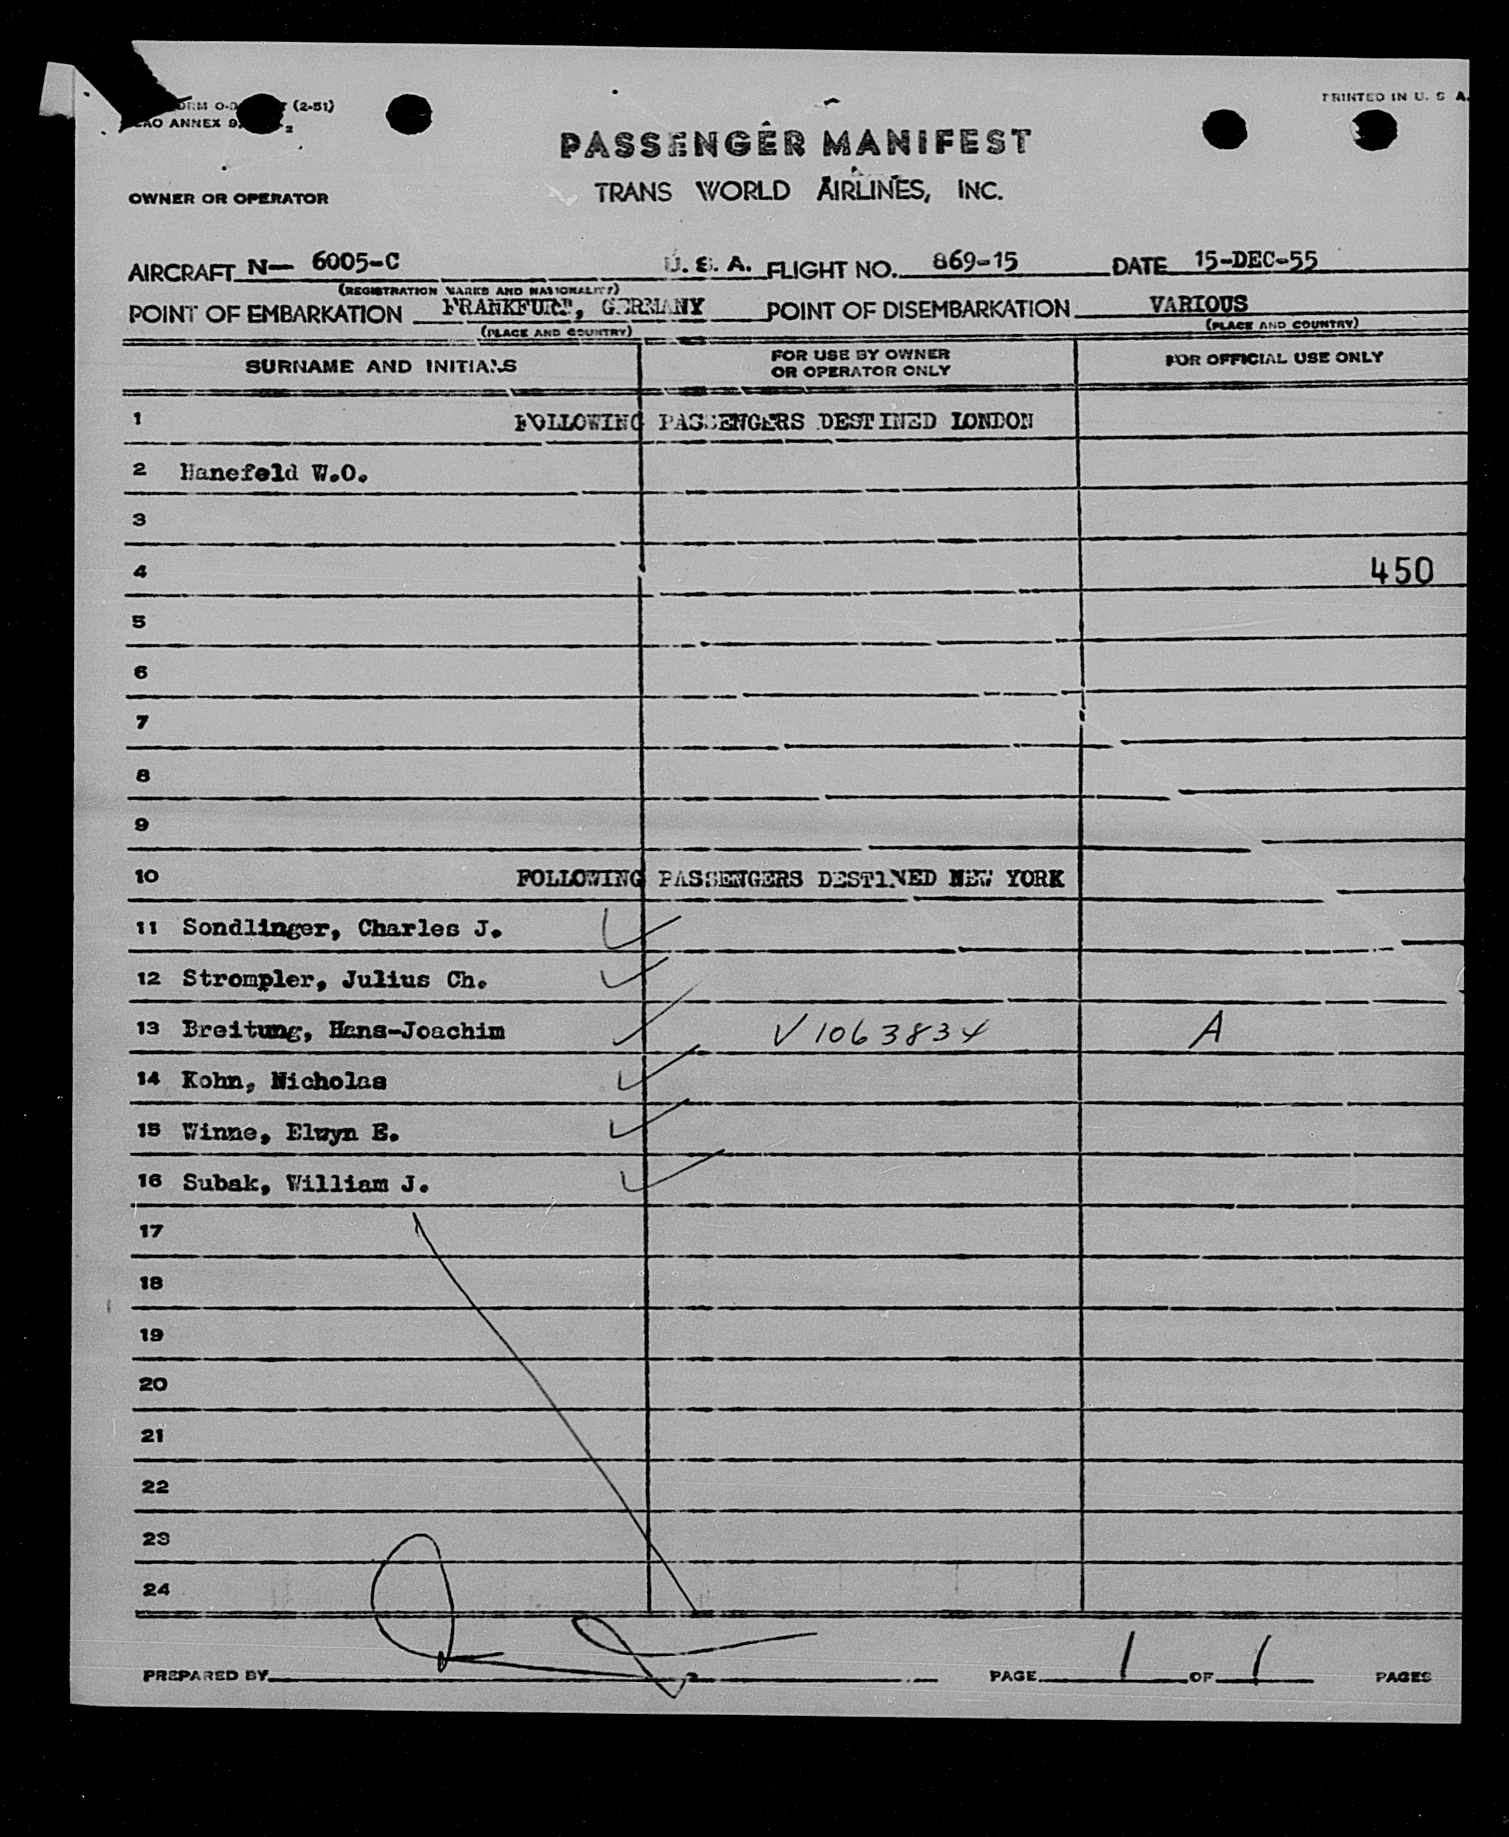 (2-51)
ANNEX 9,
PRINTED IN U. S. A.
PASSENGER MANIFEST
TRANS WORLD AIRLINES, INC.
OWNER OR OPERATOR
AIRCRAFT N— 6005-C U. S. A. FLIGHT NO. 869-15 DATE 15-DEC-55
(REGISTRATION MARKS AND NATIONALITY)
POINT OF EMBARKATION FRANKFURT, GERMANY POINT OF DISEMBARKATION VARIOUS
(PLACE AND COUNTRY) (PLACE AND COUNTRY)
SURNAME AND INITIALS FOR USE BY OWNER OR OPERATOR ONLY FOR OFFICIAL USE ONLY
1 FOLLOWING PASSENGERS DESTINED LONDON
2 Hanefeld W.O.
3
4 450
5
6
7
8
9
10 FOLLOWING PASSENGERS DESTINED NEW YORK
11 Sondlinger, Charles J.
12 Strompler, Julius Ch.
13 Breitung, Hans-Joachim V1063834 A
14 Kohn, Nicholas
15 Winne, Elwyn E.
16 Subak, William J.
17
18
19
20
21
22
23
24
PREPARED BY PAGE 1 OF 1 PAGES